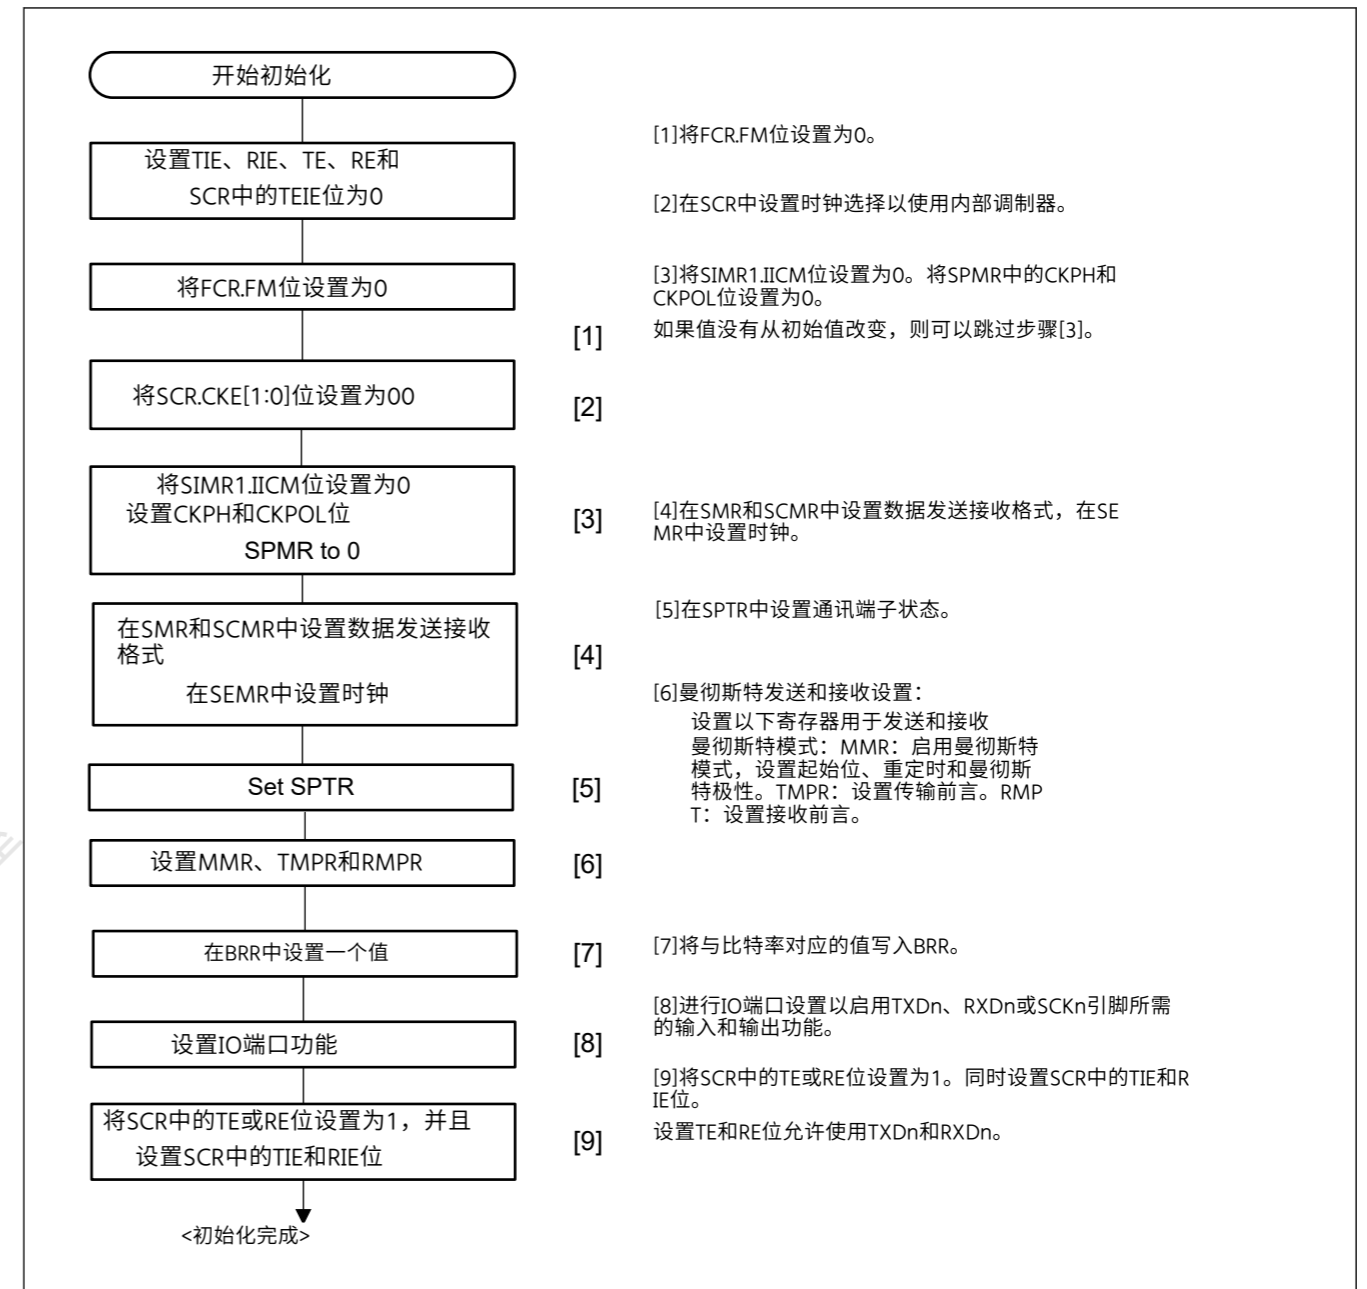 开始初始化
设置TIE、RIE、TE、RE和
SCR中的TEIE位为0
将FCR.FM位设置为0
[1]
将SCR.CKE[1:0]位设置为00
[2]
将SIMR1.IICM位设置为0
设置CKPH和CKPOL位
SPMR to 0
[3]
在SMR和SCMR中设置数据发送接收
格式
在SEMR中设置时钟
[4]
Set SPTR
[5]
设置MMR、TMPR和RMPR
[6]
在BRR中设置一个值
[7]
设置IO端口功能
[8]
将SCR中的TE或RE位设置为1，并且
设置SCR中的TIE和RIE位
[9]
<初始化完成>
[1]将FCR.FM位设置为0。
[2]在SCR中设置时钟选择以使用内部调制器。
[3]将SIMR1.IICM位设置为0。将SPMR中的CKPH和
CKPOL位设置为0。
如果值没有从初始值改变，则可以跳过步骤[3]。
[4]在SMR和SCMR中设置数据发送接收格式，在SE
MR中设置时钟。
[5]在SPTR中设置通讯端子状态。
[6]曼彻斯特发送和接收设置：
设置以下寄存器用于发送和接收
曼彻斯特模式：MMR：启用曼彻斯特
模式，设置起始位、重定时和曼彻斯
特极性。TMPR：设置传输前言。RMP
T：设置接收前言。
[7]将与比特率对应的值写入BRR。
[8]进行IO端口设置以启用TXDn、RXDn或SCKn引脚所需
的输入和输出功能。
[9]将SCR中的TE或RE位设置为1。同时设置SCR中的TIE和R
IE位。
设置TE和RE位允许使用TXDn和RXDn。